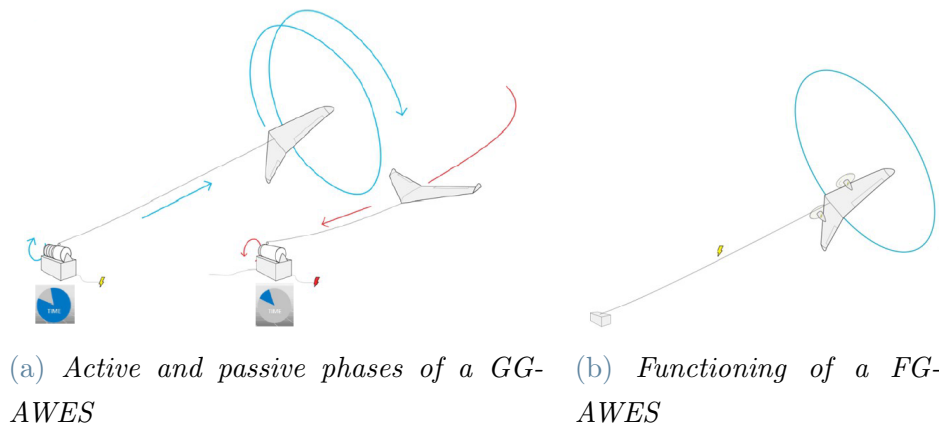 TIME
TIME
(a) Active and passive phases of a GG-
AWES
(b) Functioning of a FG-
AWES